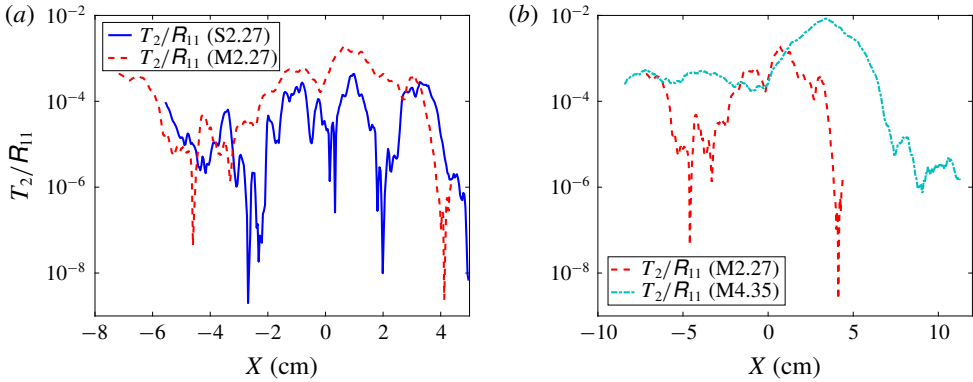 (a)
10⁻²
10⁻⁴
10⁻⁶
10⁻⁸
T₂/R₁₁
T₂/R₁₁ (S2.27)
T₂/R₁₁ (M2.27)
−8 −6 −4 −2 0 2 4
X (cm)
(b)
10⁻²
10⁻⁴
10⁻⁶
10⁻⁸
T₂/R₁₁ (M2.27)
T₂/R₁₁ (M4.35)
−10 −5 0 5 10
X (cm)